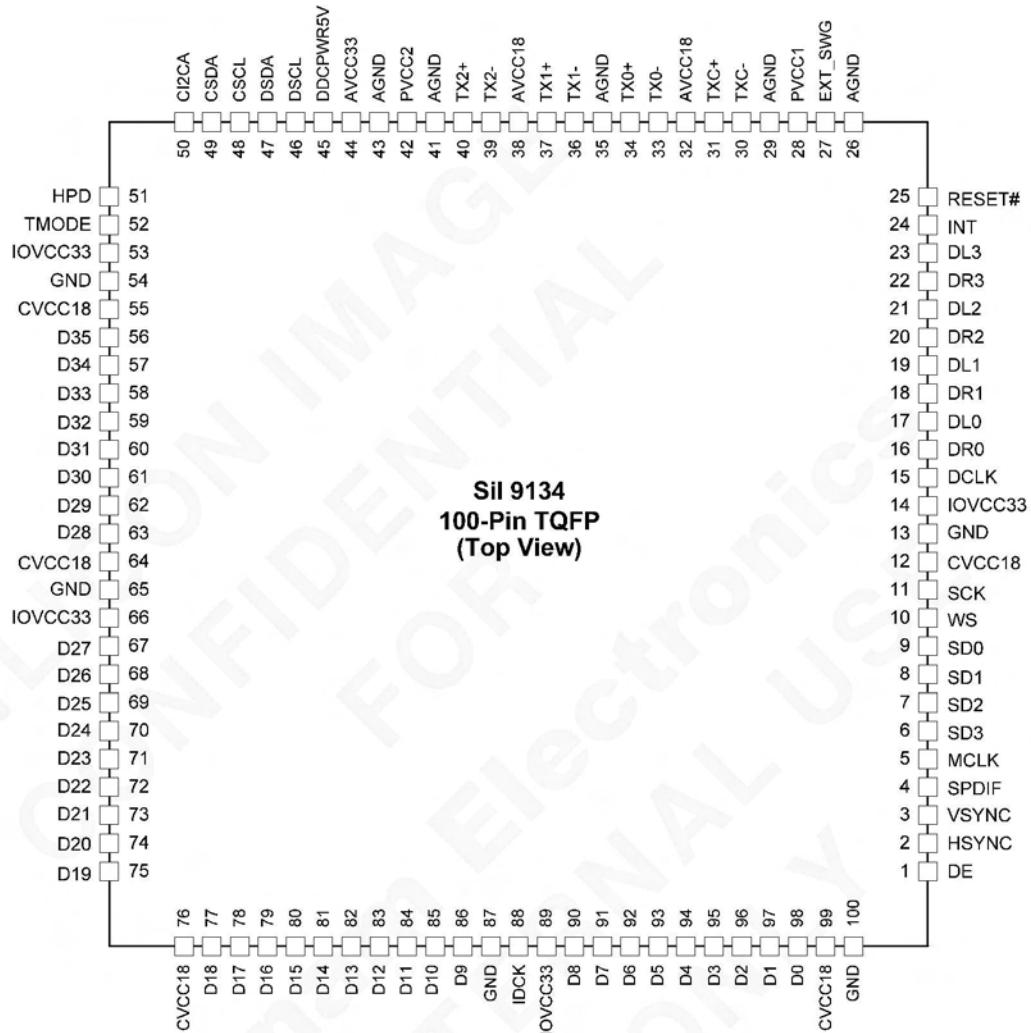 CI2CA
CSDA
CSCL
DSDA
DSCL
DDCPWR5V
AVCC33
AGND
PVCC2
AGND
TX2+
TX2-
AVCC18
TX1+
TX1-
AGND
TX0+
TX0-
AVCC18
TXC+
TXC-
AGND
PVCC1
EXT_SWG
AGND
50
49
48
47
46
45
44
43
42
41
40
39
38
37
36
35
34
33
32
31
30
29
28
27
26
HPD 51
TMODE 52
IOVCC33 53
GND 54
CVCC18 55
D35 56
D34 57
D33 58
D32 59
D31 60
D30 61
D29 62
D28 63
CVCC18 64
GND 65
IOVCC33 66
D27 67
D26 68
D25 69
D24 70
D23 71
D22 72
D21 73
D20 74
D19 75
SiI 9134
100-Pin TQFP
(Top View)
25 RESET#
24 INT
23 DL3
22 DR3
21 DL2
20 DR2
19 DL1
18 DR1
17 DL0
16 DR0
15 DCLK
14 IOVCC33
13 GND
12 CVCC18
11 SCK
10 WS
9 SD0
8 SD1
7 SD2
6 SD3
5 MCLK
4 SPDIF
3 VSYNC
2 HSYNC
1 DE
76
77
78
79
80
81
82
83
84
85
86
87
88
89
90
91
92
93
94
95
96
97
98
99
100
CVCC18
D18
D17
D16
D15
D14
D13
D12
D11
D10
D9
GND
IDCK
IOVCC33
D8
D7
D6
D5
D4
D3
D2
D1
D0
CVCC18
GND
ON IMAGE
CONFIDENTIAL
FOR
Electronics